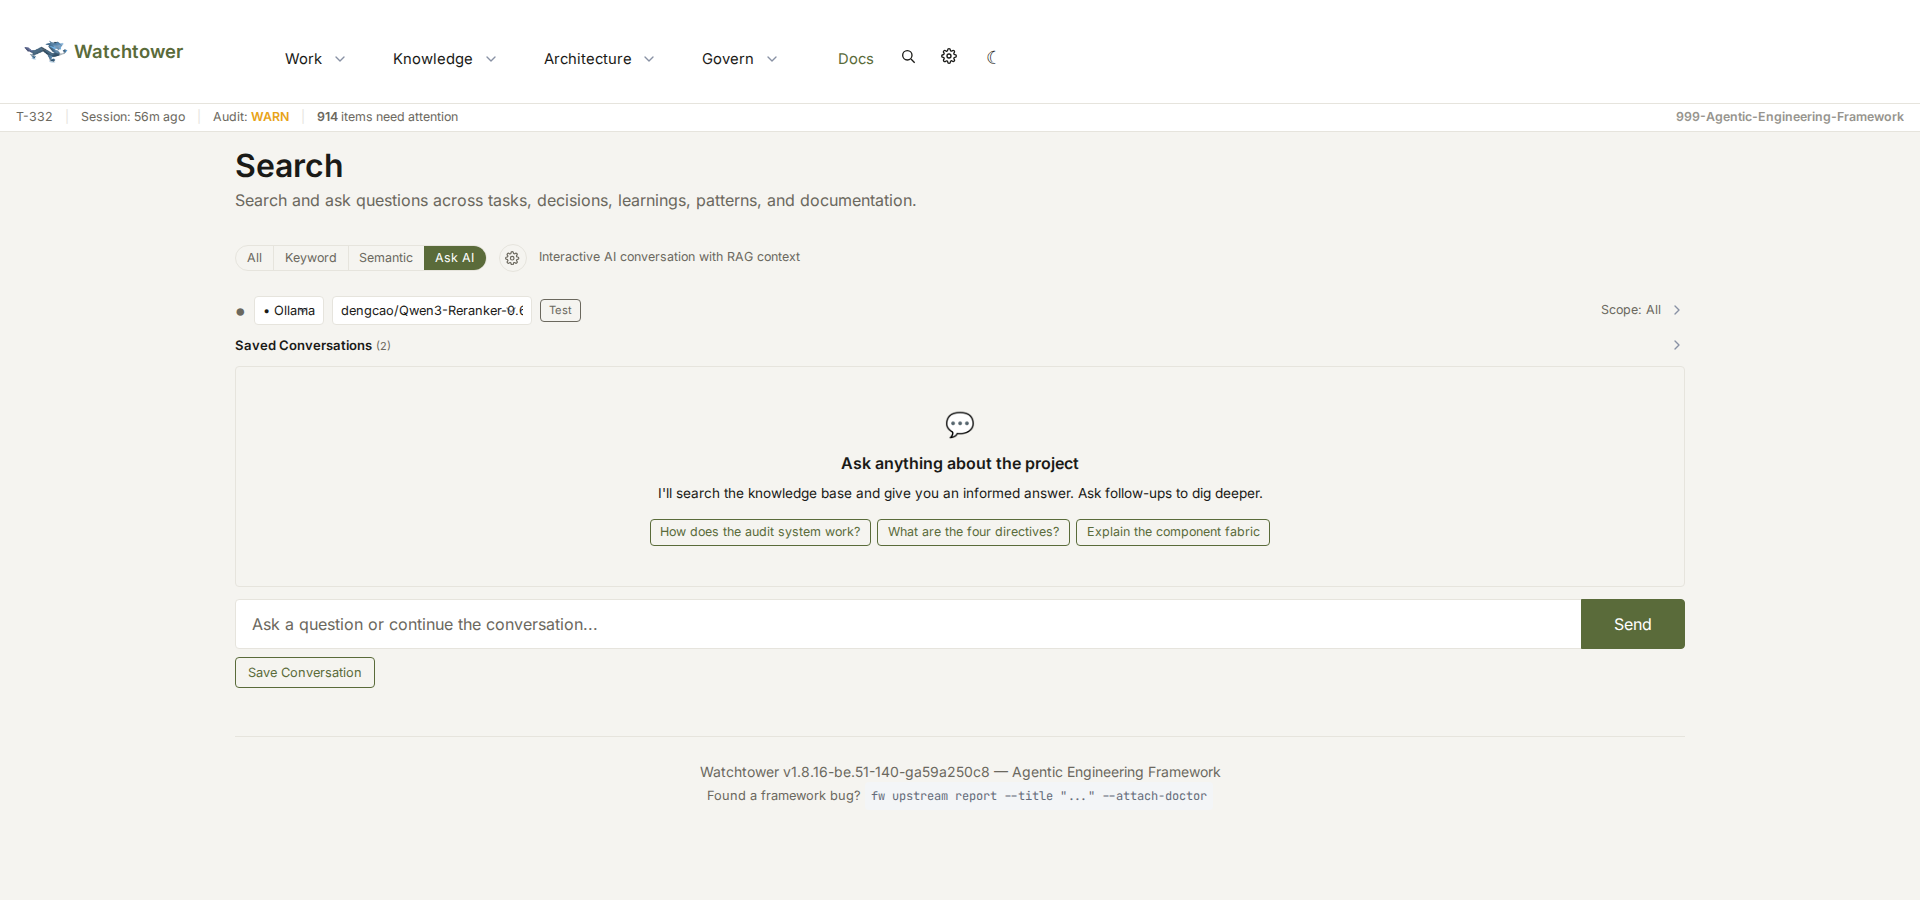 Watchtower
Work
Knowledge
Architecture
Govern
Docs
T-332
Session: 56m ago
Audit: WARN
914 items need attention
999-Agentic-Engineering-Framework
Search
Search and ask questions across tasks, decisions, learnings, patterns, and documentation.
All
Keyword
Semantic
Ask AI
Interactive AI conversation with RAG context
• Ollama
dengcao/Qwen3-Reranker-0.6
Test
Scope: All
Saved Conversations (2)
Ask anything about the project
I'll search the knowledge base and give you an informed answer. Ask follow-ups to dig deeper.
How does the audit system work?
What are the four directives?
Explain the component fabric
Ask a question or continue the conversation...
Send
Save Conversation
Watchtower v1.8.16-be.51-140-ga59a250c8 — Agentic Engineering Framework
Found a framework bug? fw upstream report --title "..." --attach-doctor